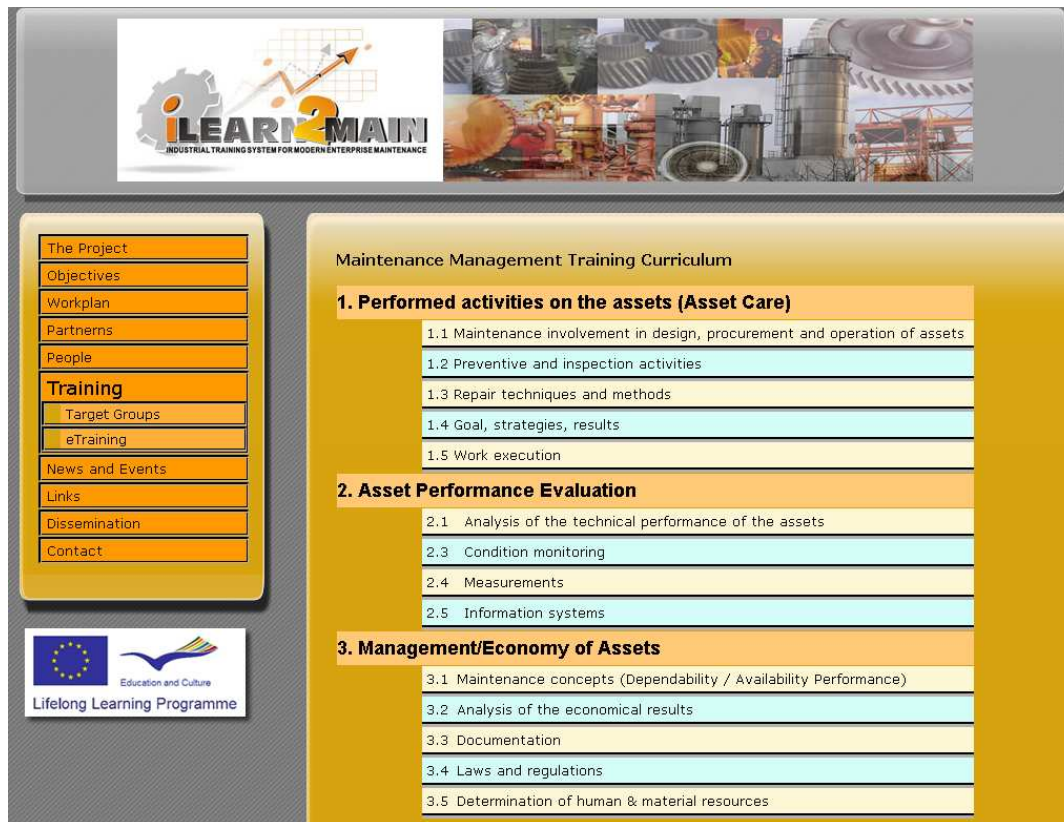 iLEARN2MAIN
INDUSTRIAL TRAINING SYSTEM FOR MODERN ENTERPRISE MAINTENANCE
The Project
Objectives
Workplan
Partnerns
People
Training
Target Groups
eTraining
News and Events
Links
Dissemination
Contact
Education and Culture
Lifelong Learning Programme
Maintenance Management Training Curriculum
1. Performed activities on the assets (Asset Care)
1.1 Maintenance involvement in design, procurement and operation of assets
1.2 Preventive and inspection activities
1.3 Repair techniques and methods
1.4 Goal, strategies, results
1.5 Work execution
2. Asset Performance Evaluation
2.1 Analysis of the technical performance of the assets
2.3 Condition monitoring
2.4 Measurements
2.5 Information systems
3. Management/Economy of Assets
3.1 Maintenance concepts (Dependability / Availability Performance)
3.2 Analysis of the economical results
3.3 Documentation
3.4 Laws and regulations
3.5 Determination of human & material resources